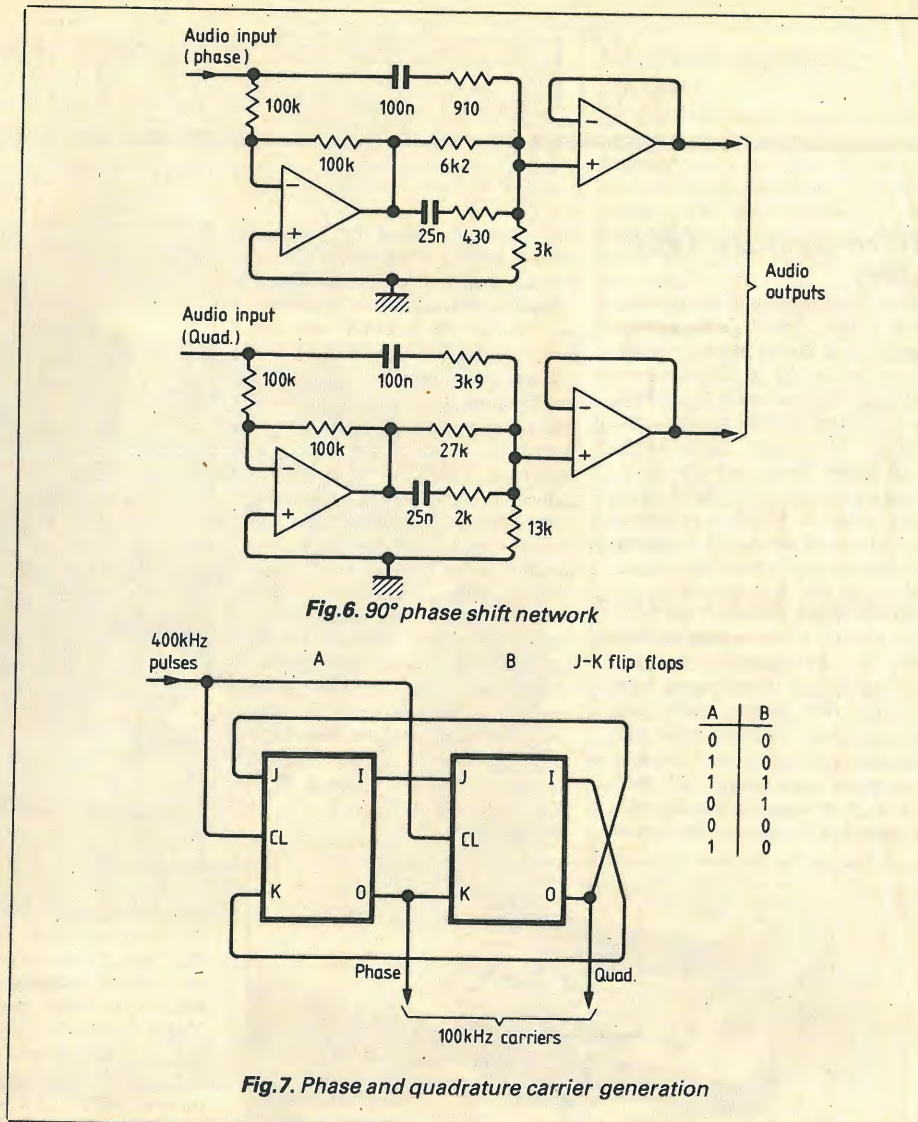 Audio input
(phase)
100k
100n
910
100k
6k2
25n
430
3k
−
+
−
+
Audio
outputs
Audio input
(Quad.)
100k
100n
3k9
100k
27k
25n
2k
13k
−
+
−
+
Fig.6. 90° phase shift network
400kHz
pulses
A
B
J-K flip flops
J I
CL
K O
J I
CL
K O
A B
0 0
1 0
1 1
0 1
0 0
1 0
Phase
Quad.
100kHz carriers
Fig.7. Phase and quadrature carrier generation